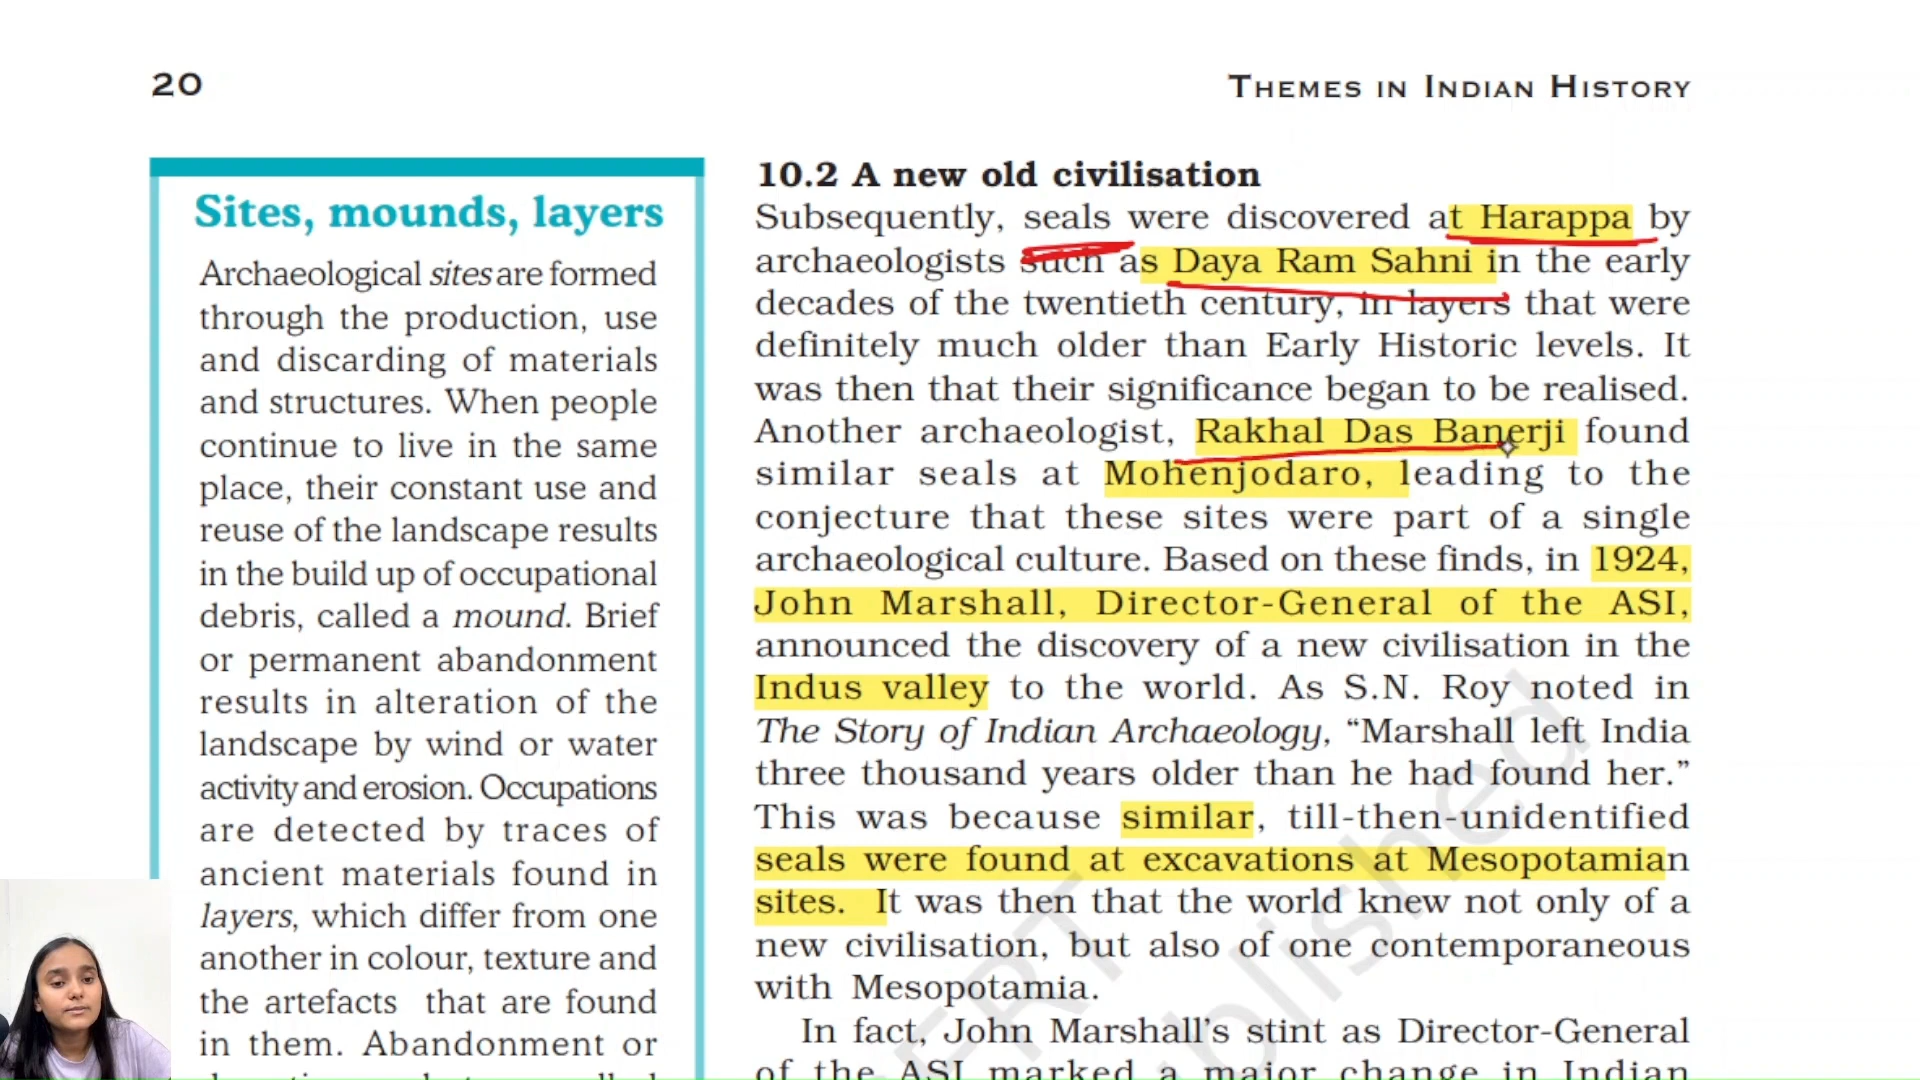 20
THEMES IN INDIAN HISTORY
Sites, mounds, layers
Archaeological sites are formed
through the production, use
and discarding of materials
and structures. When people
continue to live in the same
place, their constant use and
reuse of the landscape results
in the build up of occupational
debris, called a mound. Brief
or permanent abandonment
results in alteration of the
landscape by wind or water
activity and erosion. Occupations
are detected by traces of
ancient materials found in
layers, which differ from one
another in colour, texture and
the artefacts that are found
in them. Abandonment or
10.2 A new old civilisation
Subsequently, seals were discovered at Harappa by
archaeologists such as Daya Ram Sahni in the early
decades of the twentieth century, in layers that were
definitely much older than Early Historic levels. It
was then that their significance began to be realised.
Another archaeologist, Rakhal Das Banerji found
similar seals at Mohenjodaro, leading to the
conjecture that these sites were part of a single
archaeological culture. Based on these finds, in 1924,
John Marshall, Director-General of the ASI,
announced the discovery of a new civilisation in the
Indus valley to the world. As S.N. Roy noted in
The Story of Indian Archaeology, “Marshall left India
three thousand years older than he had found her.”
This was because similar, till-then-unidentified
seals were found at excavations at Mesopotamian
sites. It was then that the world knew not only of a
new civilisation, but also of one contemporaneous
with Mesopotamia.
In fact, John Marshall’s stint as Director-General
of the ASI marked a major change in Indian